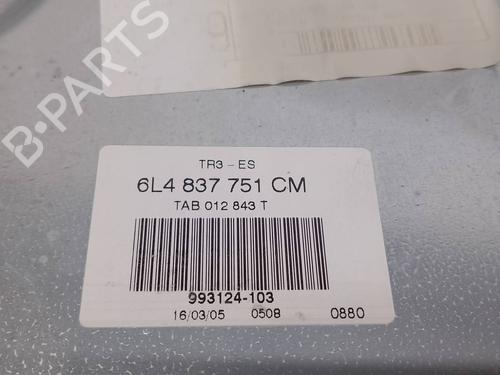 TR3 - ES
6L4 837 751 CM
TAB 012 843 T
993124-103
16/03/05 0508 0880
B-PARTS